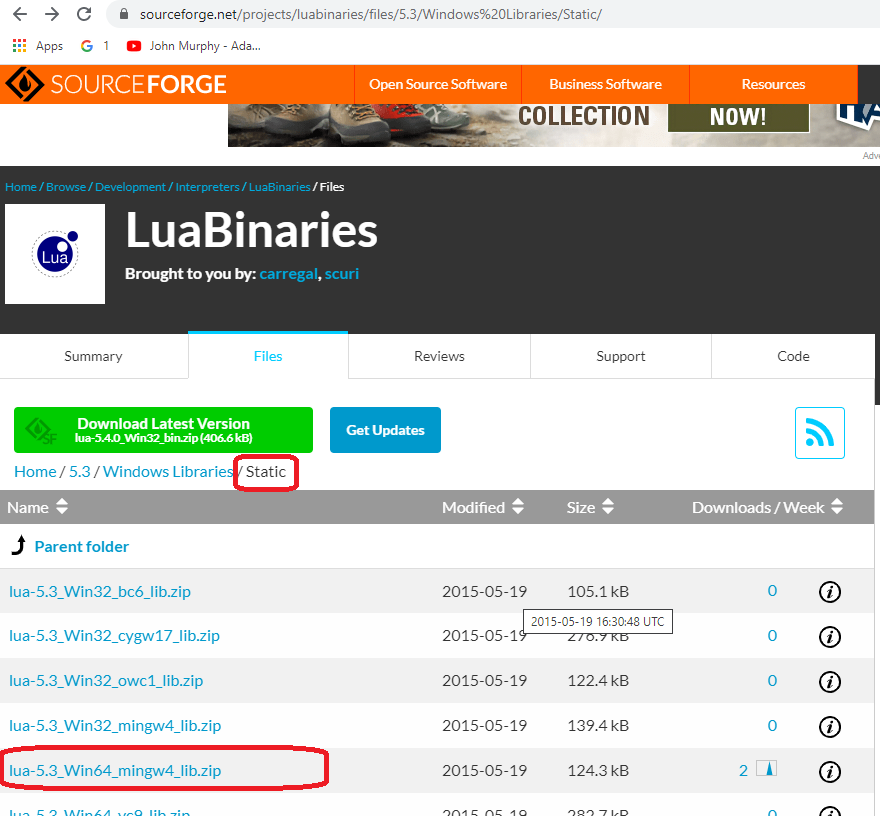 sourceforge.net/projects/luabinaries/files/5.3/Windows%20Libraries/Static/
Apps G 1 John Murphy - Ada...
SOURCEFORGE Open Source Software Business Software Resources
COLLECTION NOW!
Adve
Home / Browse / Development / Interpreters / LuaBinaries / Files
Lua
LuaBinaries
Brought to you by: carregal, scuri
Summary Files Reviews Support Code
Download Latest Version
lua-5.4.0_Win32_bin.zip (406.6 kB)
SF
Get Updates
Home / 5.3 / Windows Libraries / Static
Name Modified Size Downloads / Week
Parent folder
lua-5.3_Win32_bc6_lib.zip 2015-05-19 105.1 kB 0 i
2015-05-19 16:30:48 UTC
lua-5.3_Win32_cygw17_lib.zip 2015-05-19 276.9 kB 0 i
lua-5.3_Win32_owc1_lib.zip 2015-05-19 122.4 kB 0 i
lua-5.3_Win32_mingw4_lib.zip 2015-05-19 139.4 kB 0 i
lua-5.3_Win64_mingw4_lib.zip 2015-05-19 124.3 kB 2 i
lua-5.3_Win64_vc9_lib.zip 2015-05-19 282.7 kB 0